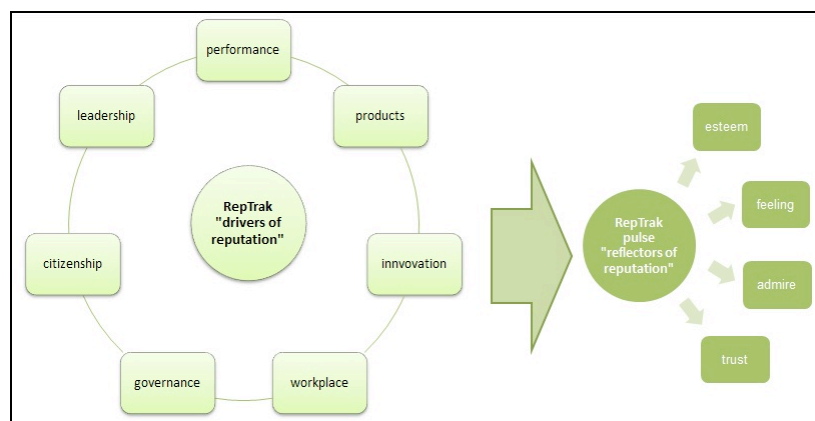 performance
leadership
products
RepTrak
"drivers of
reputation"
citizenship
innvovation
governance
workplace
RepTrak
pulse
"reflectors of
reputation"
esteem
feeling
admire
trust